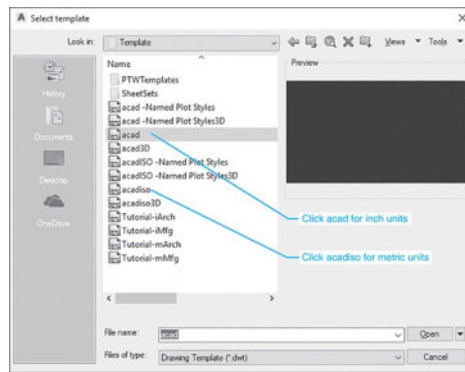 A Select template
Look in: Template Views Tools
Name
Preview
PTWTemplates
SheetSets
acad -Named Plot Styles
acad -Named Plot Styles3D
acad
acad3D
acadISO -Named Plot Styles
acadISO -Named Plot Styles3D
acadiso
acadiso3D
Tutorial-iArch
Tutorial-iMfg
Tutorial-mArch
Tutorial-mMfg
History
Documents
Desktop
OneDrive
Click acad for inch units
Click acadiso for metric units
File name: acad Open
Files of type: Drawing Template (*.dwt) Cancel